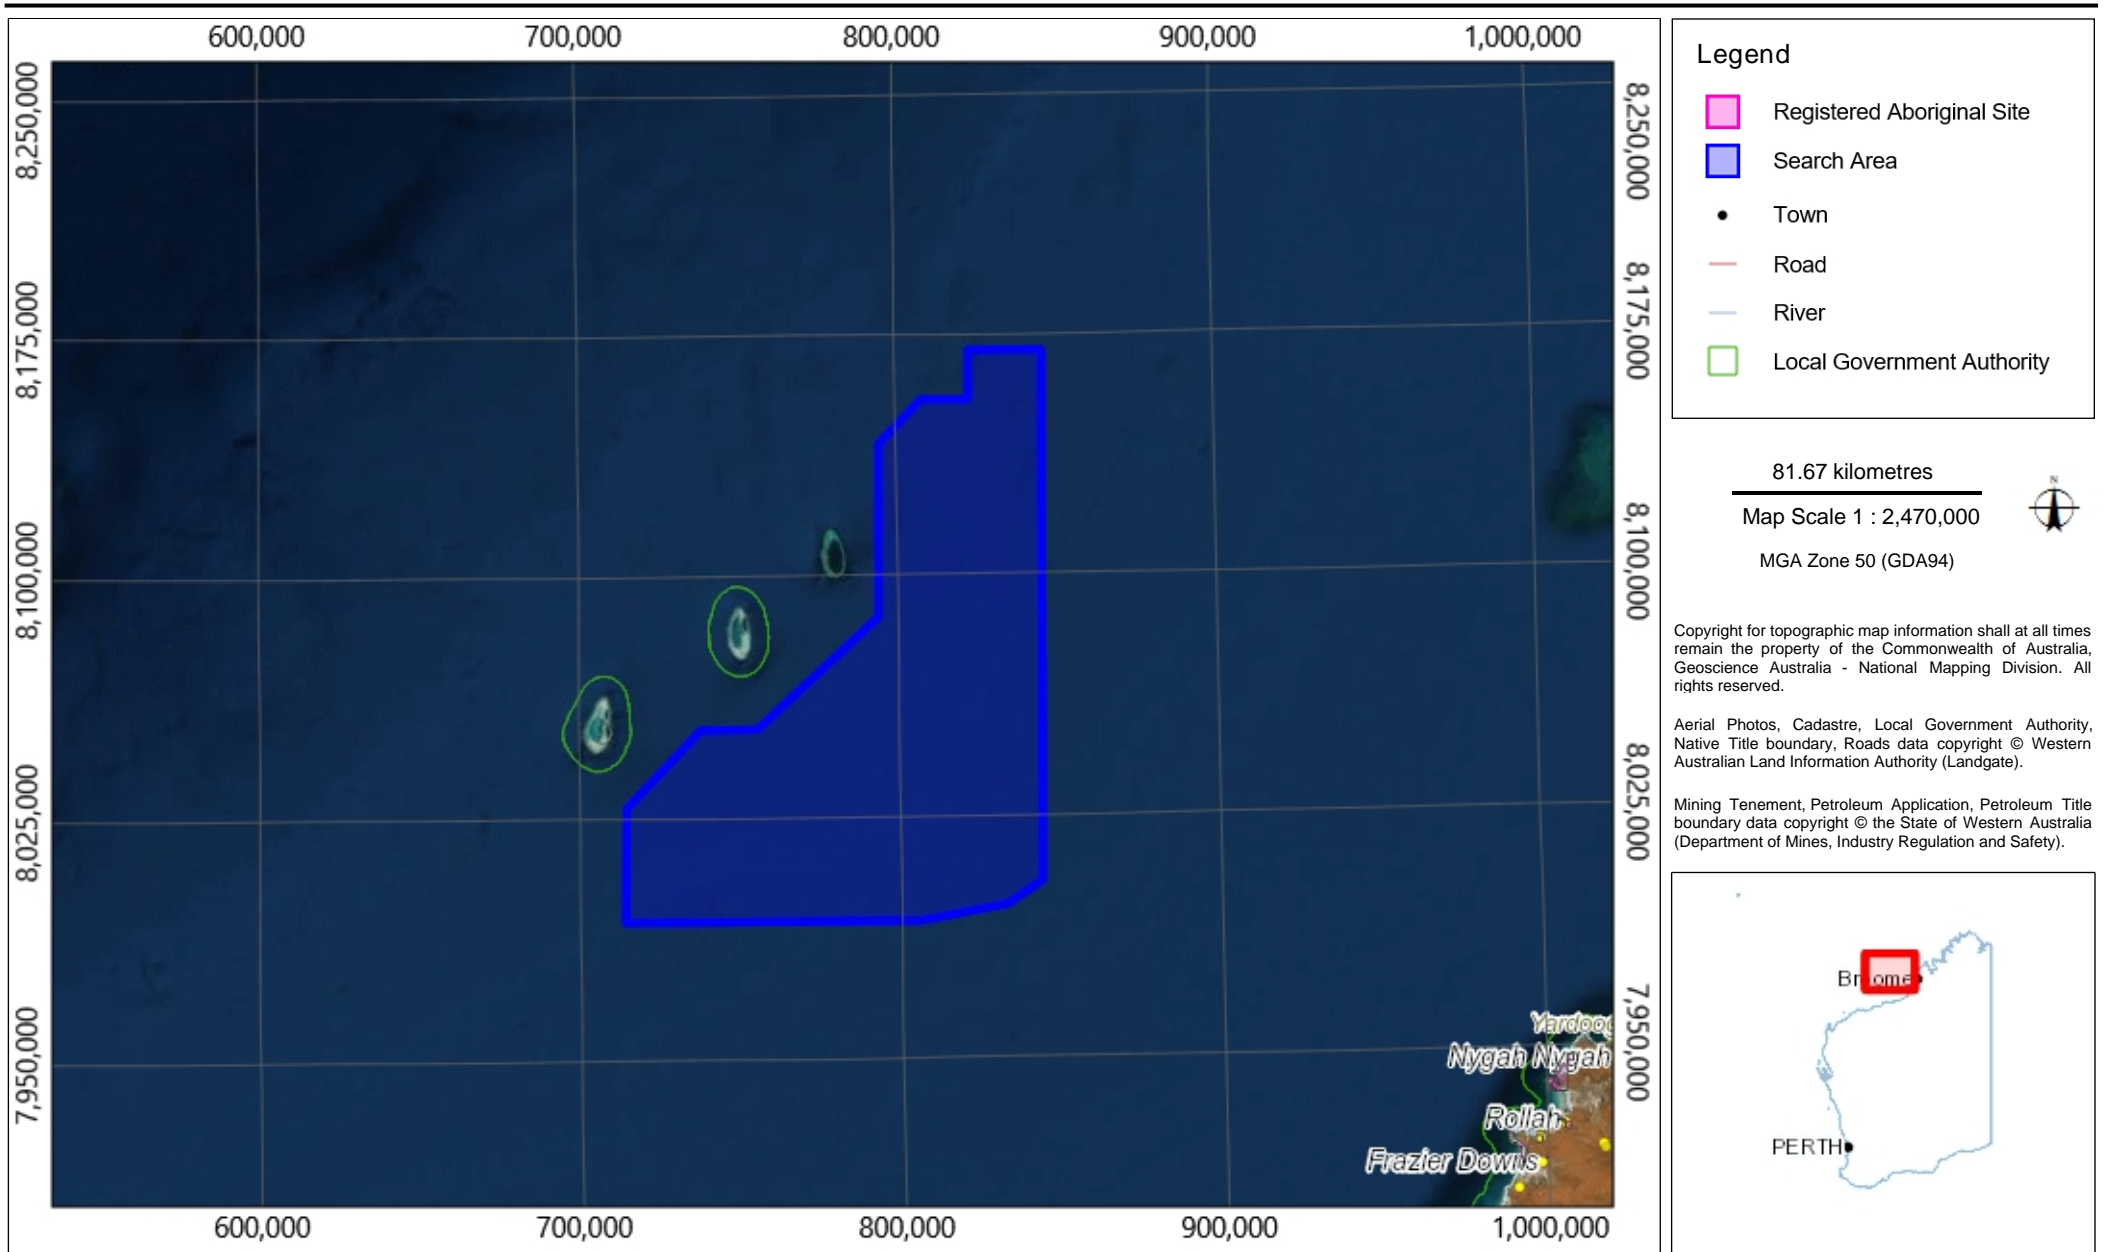 600,000 700,000 800,000 900,000 1,000,000
8,250,000
8,175,000
8,100,000
8,025,000
7,950,000
8,250,000
8,175,000
8,100,000
8,025,000
7,950,000
Nygah Nygah
Rollah
Frazier Downs
600,000 700,000 800,000 900,000 1,000,000
Legend
Registered Aboriginal Site
Search Area
Town
Road
River
Local Government Authority
81.67 kilometres
Map Scale 1 : 2,470,000
MGA Zone 50 (GDA94)
N
Copyright for topographic map information shall at all times
remain the property of the Commonwealth of Australia,
Geoscience Australia - National Mapping Division. All
rights reserved.
Aerial Photos, Cadastre, Local Government Authority,
Native Title boundary, Roads data copyright © Western
Australian Land Information Authority (Landgate).
Mining Tenement, Petroleum Application, Petroleum Title
boundary data copyright © the State of Western Australia
(Department of Mines, Industry Regulation and Safety).
Broome
PERTH